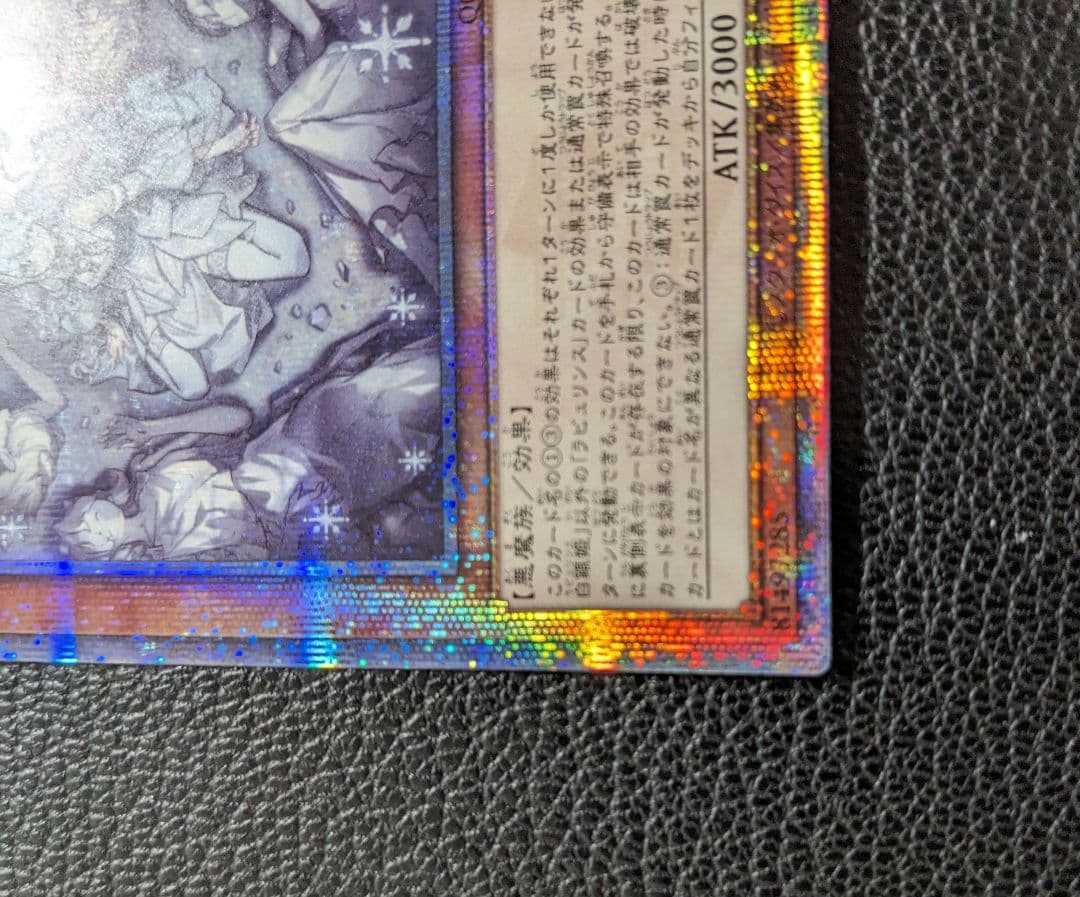 【悪魔族／効果】
このカード名の①③の効果はそれぞれ1ターンに1度しか使用できな
白銀姫」以外の「ラビュリンス」カードの効果または通常罠カードが発
ターンに発動できる。このカードを手札から守備表示で特殊召喚する。
に裏側表示カードが存在する限り、このカードは相手の効果では破壊
カードを効果の対象にできない。③：通常罠カードが発動した時
カードとはカード名が異なる通常罠カード1枚をデッキから自分フィ
ATK/3000